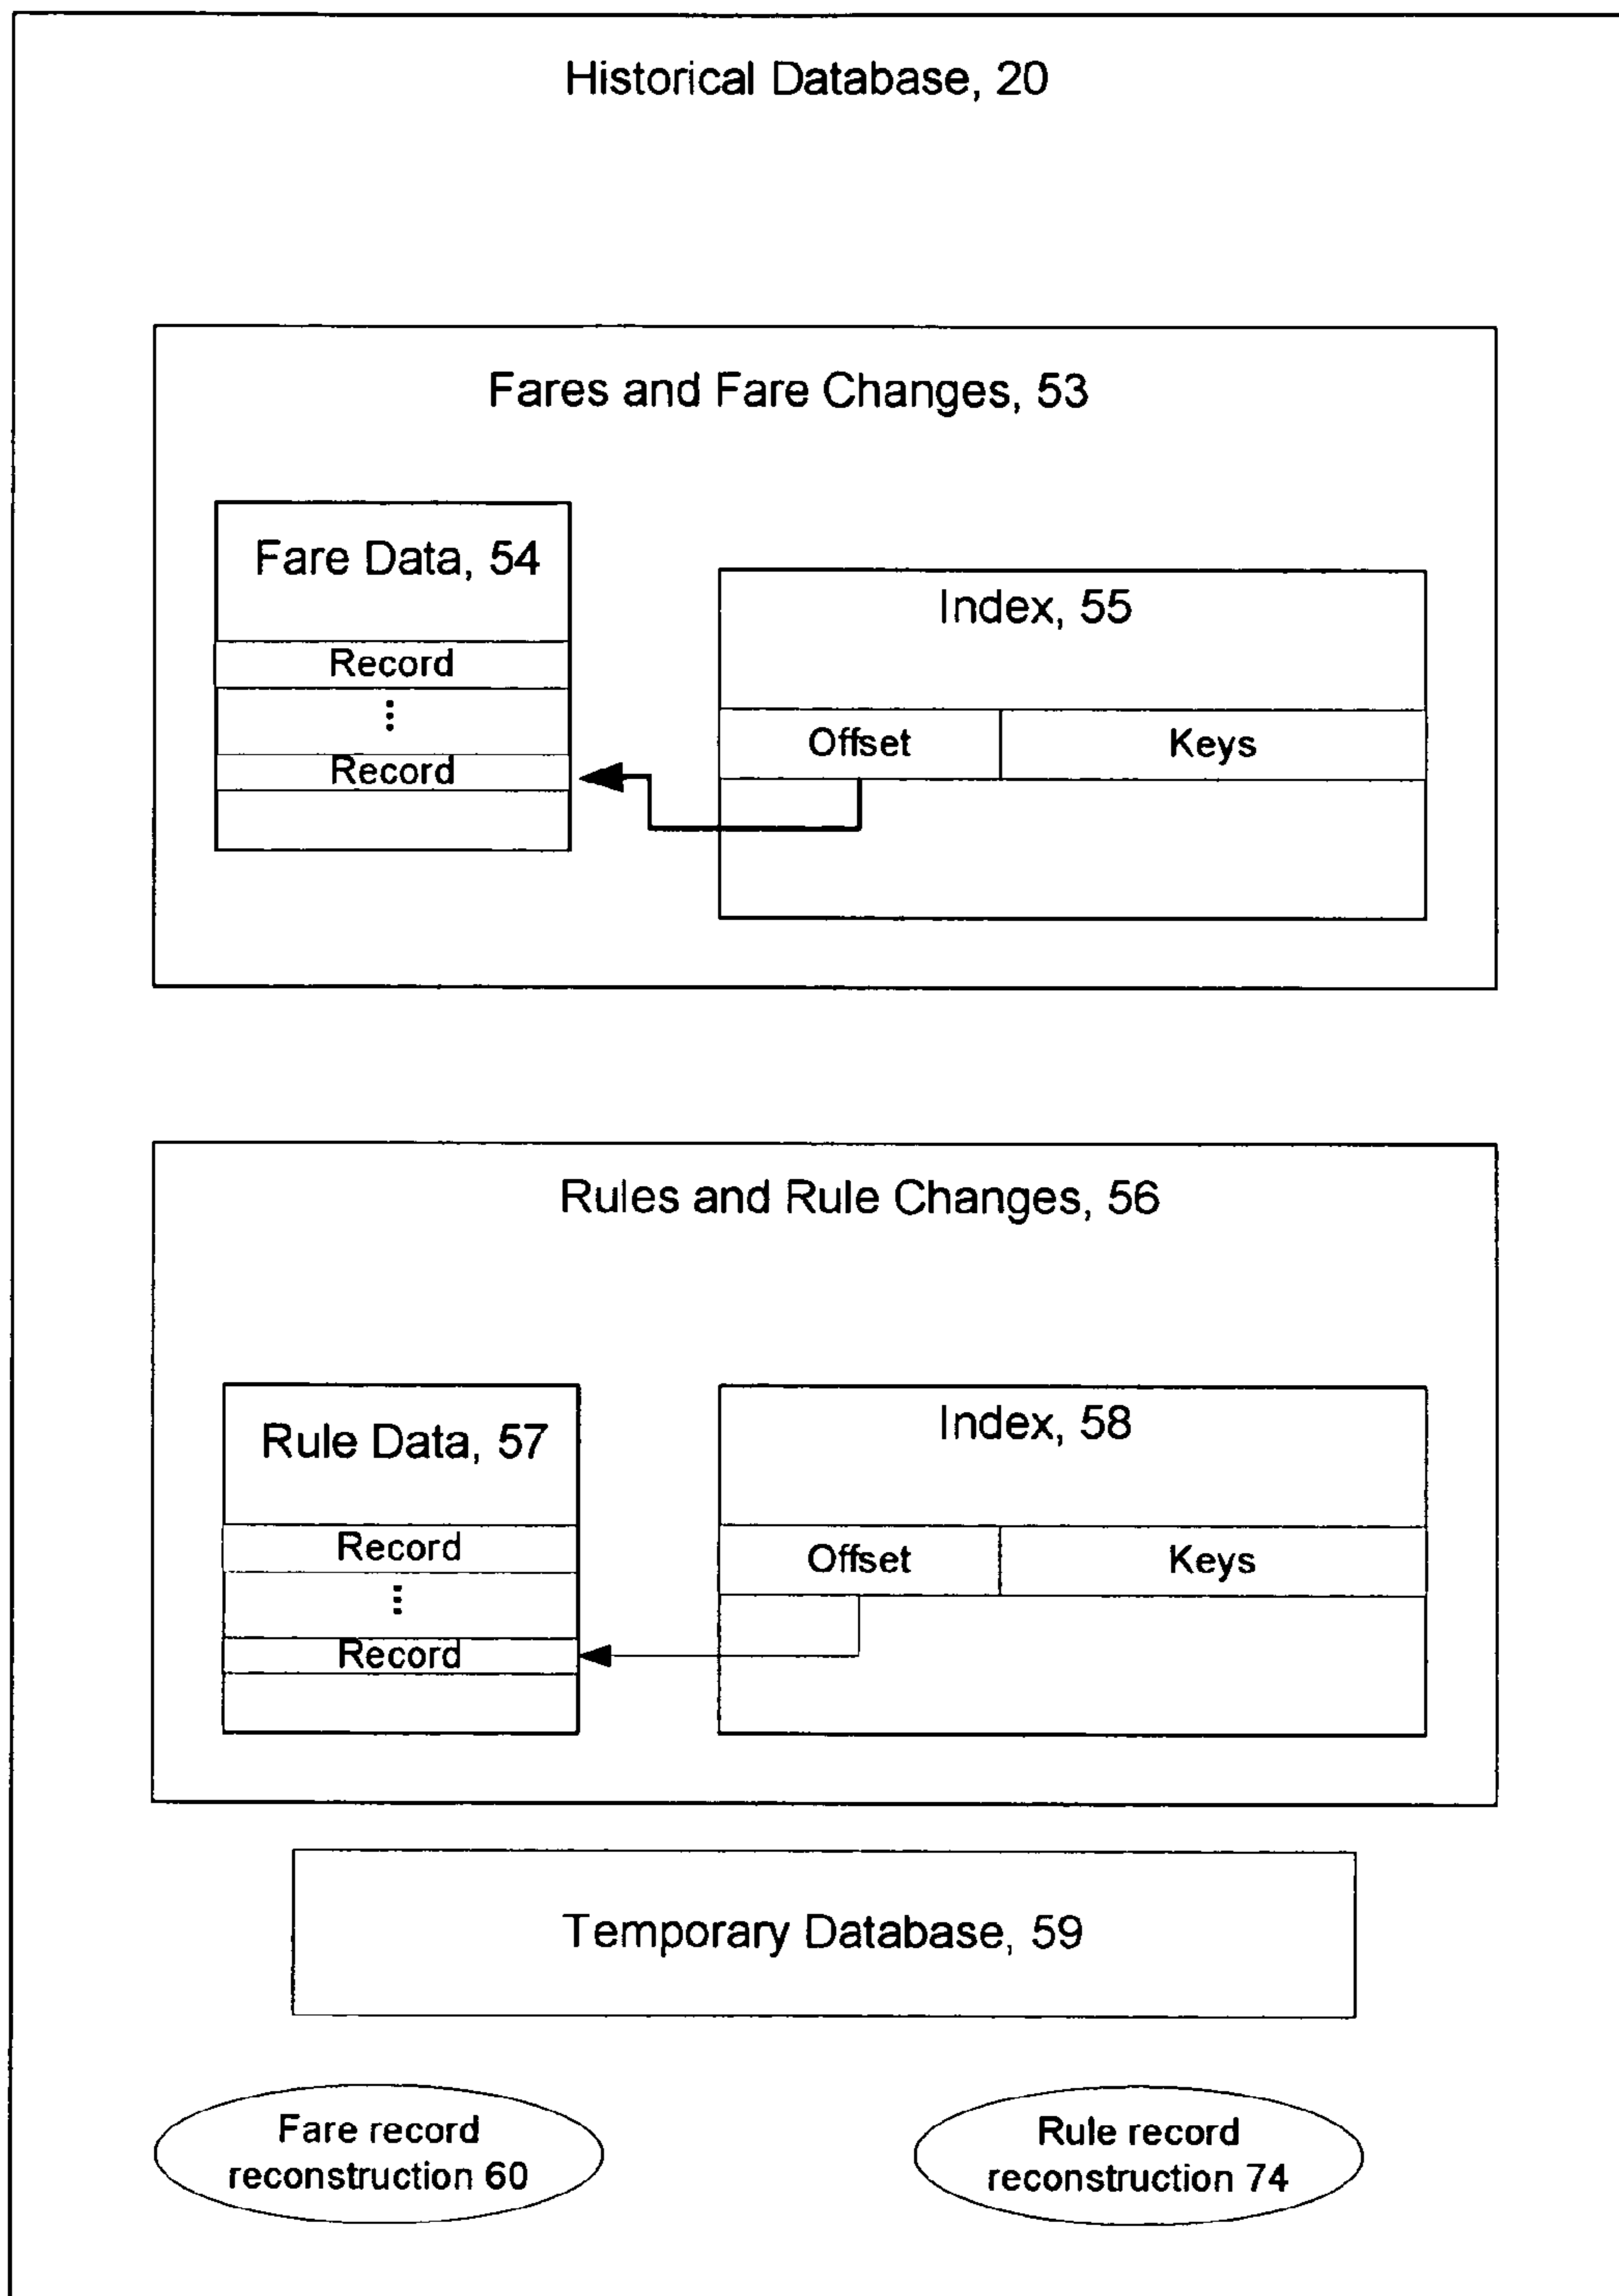 Historical Database, 20
Fares and Fare Changes, 53
Fare Data, 54
Record
⋮
Record
Index, 55
Offset
Keys
Rules and Rule Changes, 56
Rule Data, 57
Record
⋮
Record
Index, 58
Offset
Keys
Temporary Database, 59
Fare record
reconstruction 60
Rule record
reconstruction 74